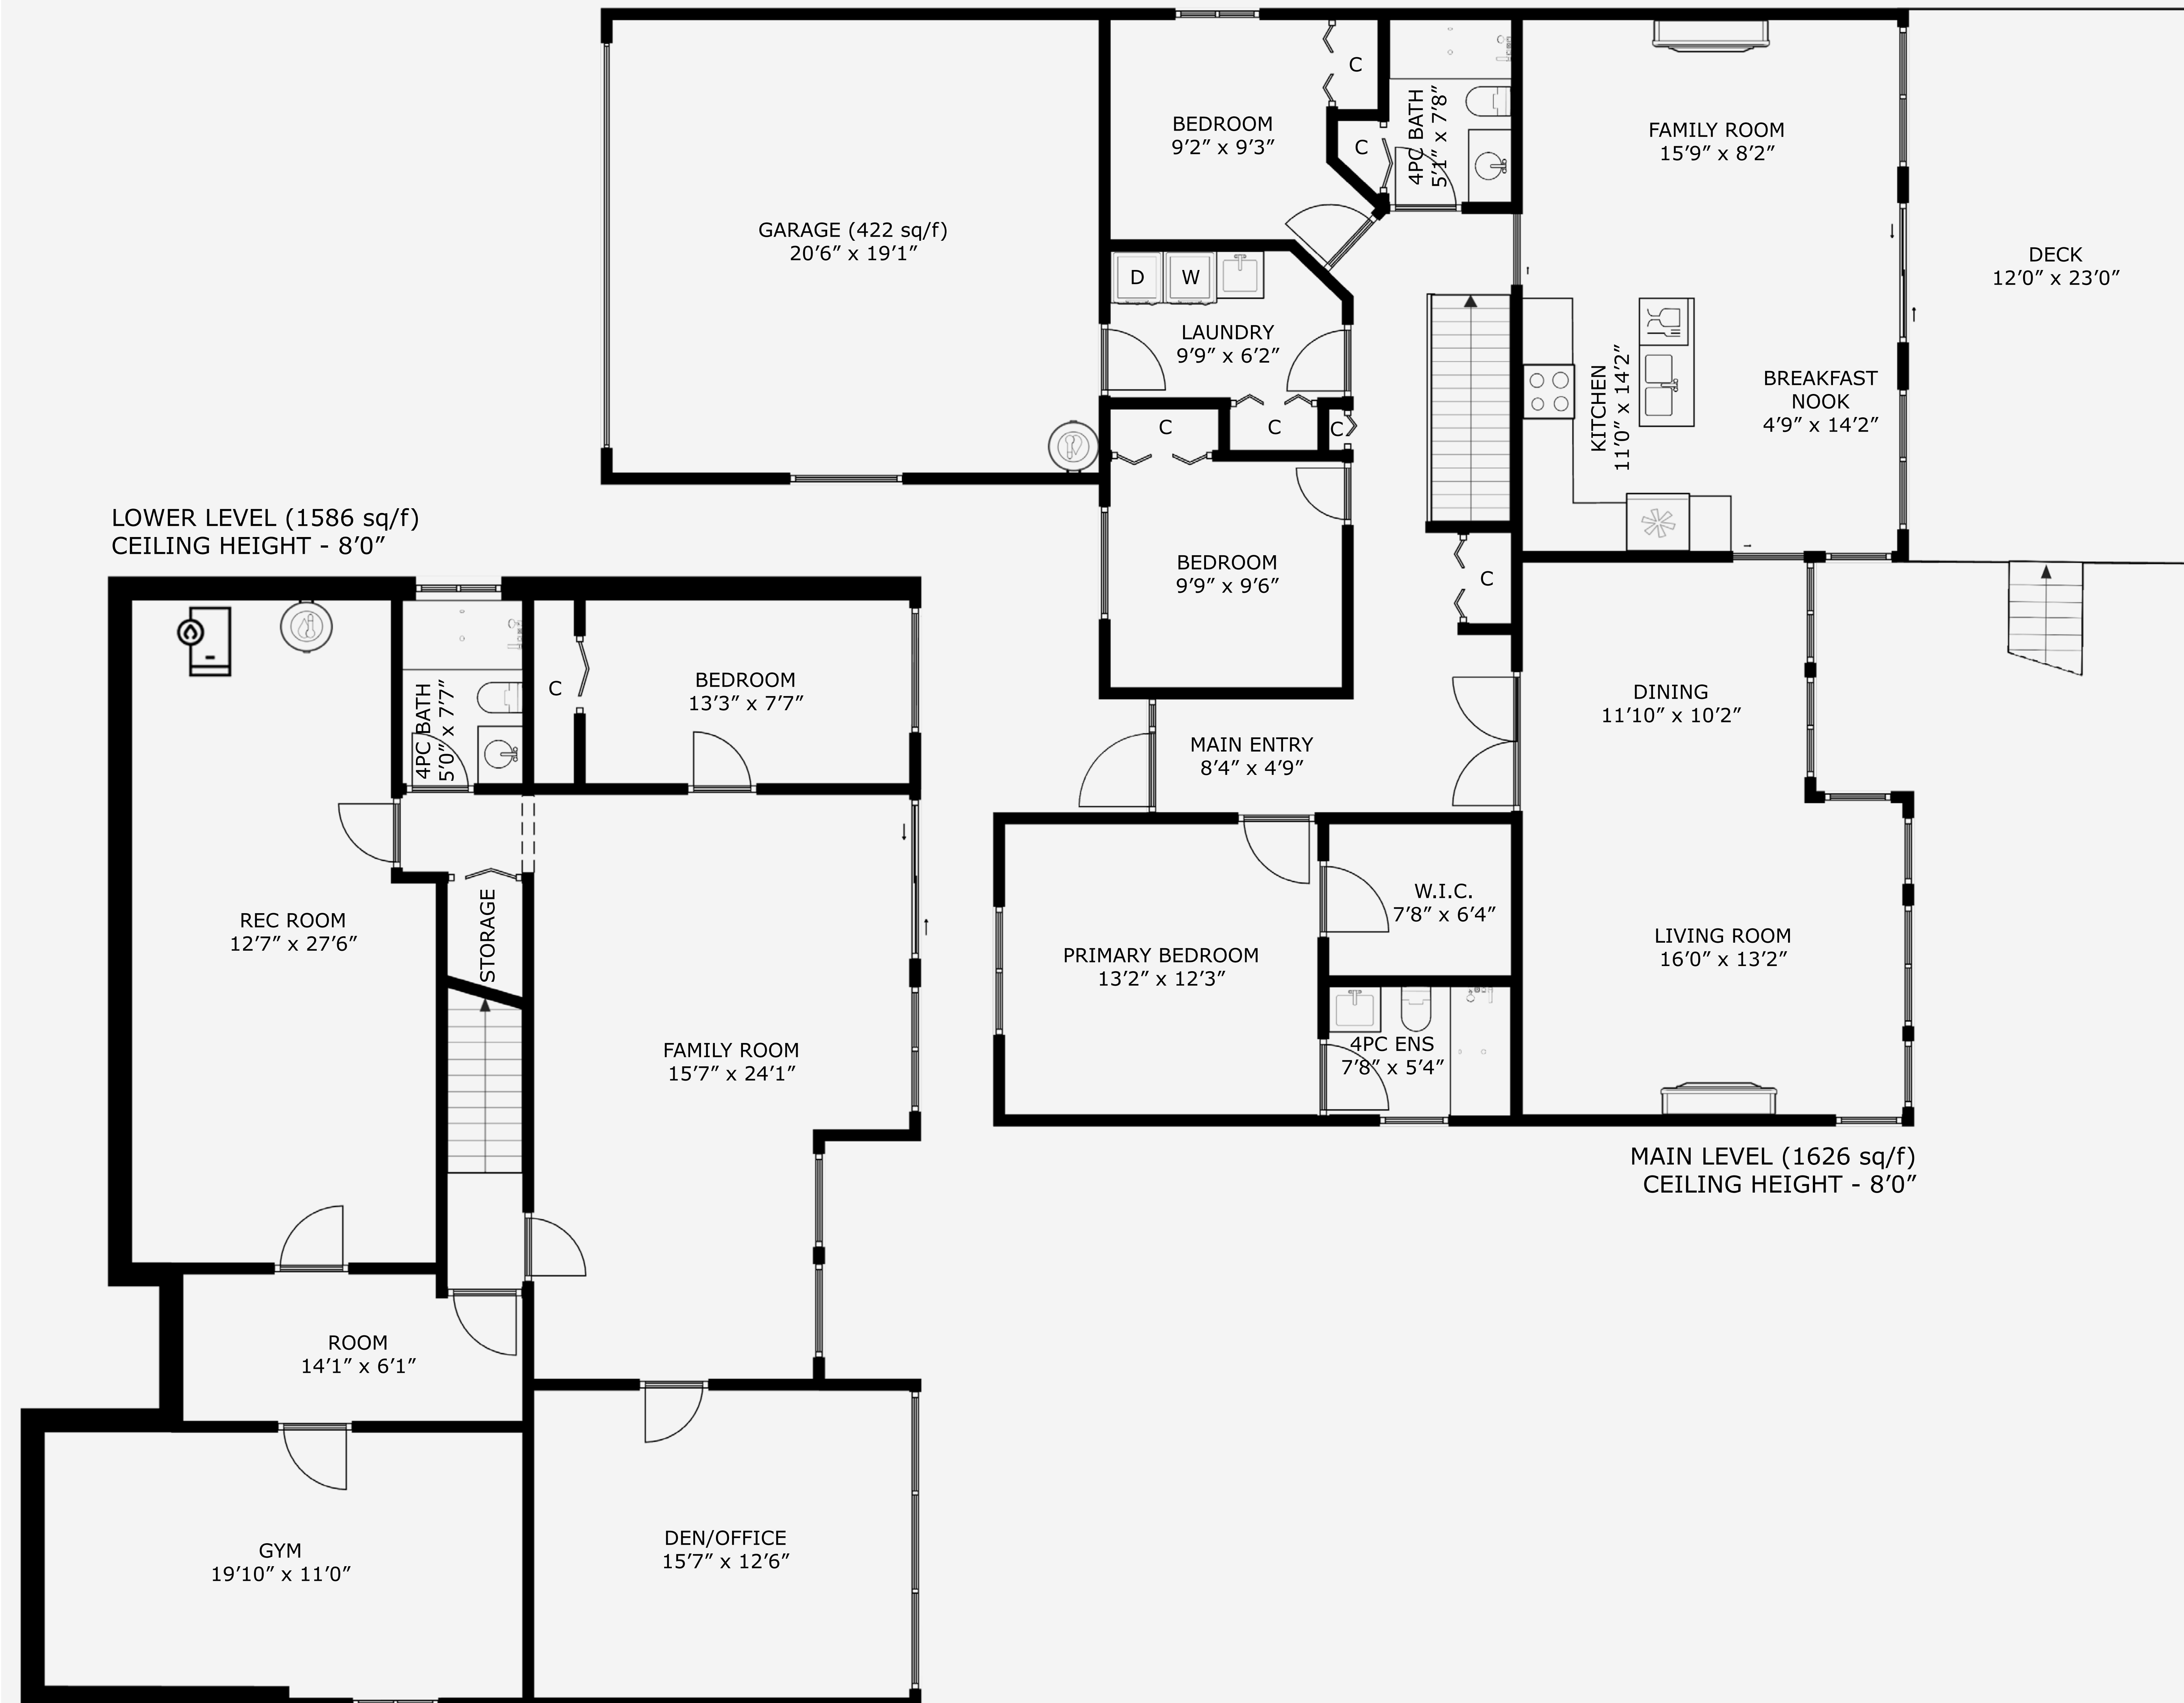 C
BEDROOM
9’2” x 9’3”
C
4PC BATH
5’1” x 7’8”
FAMILY ROOM
15’9” x 8’2”
GARAGE (422 sq/f)
20’6” x 19’1”
DECK
12’0” x 23’0”
D
W
LAUNDRY
9’9” x 6’2”
KITCHEN
11’0” x 14’2”
BREAKFAST
NOOK
4’9” x 14’2”
C
C
C
BEDROOM
9’9” x 9’6”
C
DINING
11’10” x 10’2”
MAIN ENTRY
8’4” x 4’9”
W.I.C.
7’8” x 6’4”
PRIMARY BEDROOM
13’2” x 12’3”
LIVING ROOM
16’0” x 13’2”
4PC ENS
7’8” x 5’4”
MAIN LEVEL (1626 sq/f)
CEILING HEIGHT - 8’0”
LOWER LEVEL (1586 sq/f)
CEILING HEIGHT - 8’0”
4PC BATH
5’0” x 7’7”
C
BEDROOM
13’3” x 7’7”
REC ROOM
12’7” x 27’6”
STORAGE
FAMILY ROOM
15’7” x 24’1”
ROOM
14’1” x 6’1”
GYM
19’10” x 11’0”
DEN/OFFICE
15’7” x 12’6”